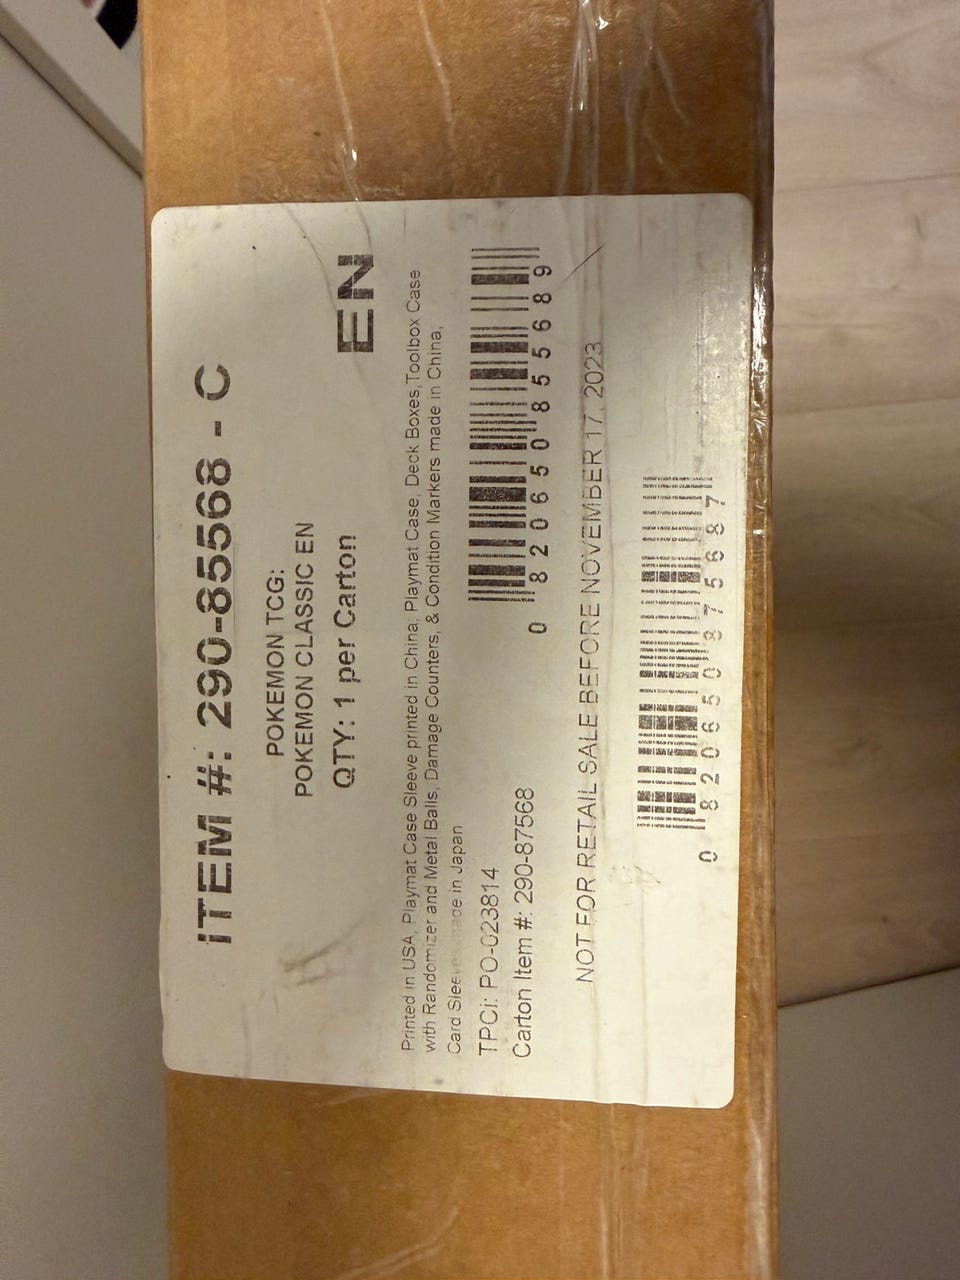 ITEM #: 290-85568 - C
POKEMON TCG:
POKEMON CLASSIC EN
QTY: 1 per Carton
EN
Printed in USA, Playmat Case Sleeve printed in China, Playmat Case, Deck Boxes,Toolbox Case
with Randomizer and Metal Balls, Damage Counters, & Condition Markers made in China,
Card Sleeves made in Japan
TPCi: PO-023814
Carton Item #: 290-87568
0 820650 855689
NOT FOR RETAIL SALE BEFORE NOVEMBER 17, 2023
0 820650 875687